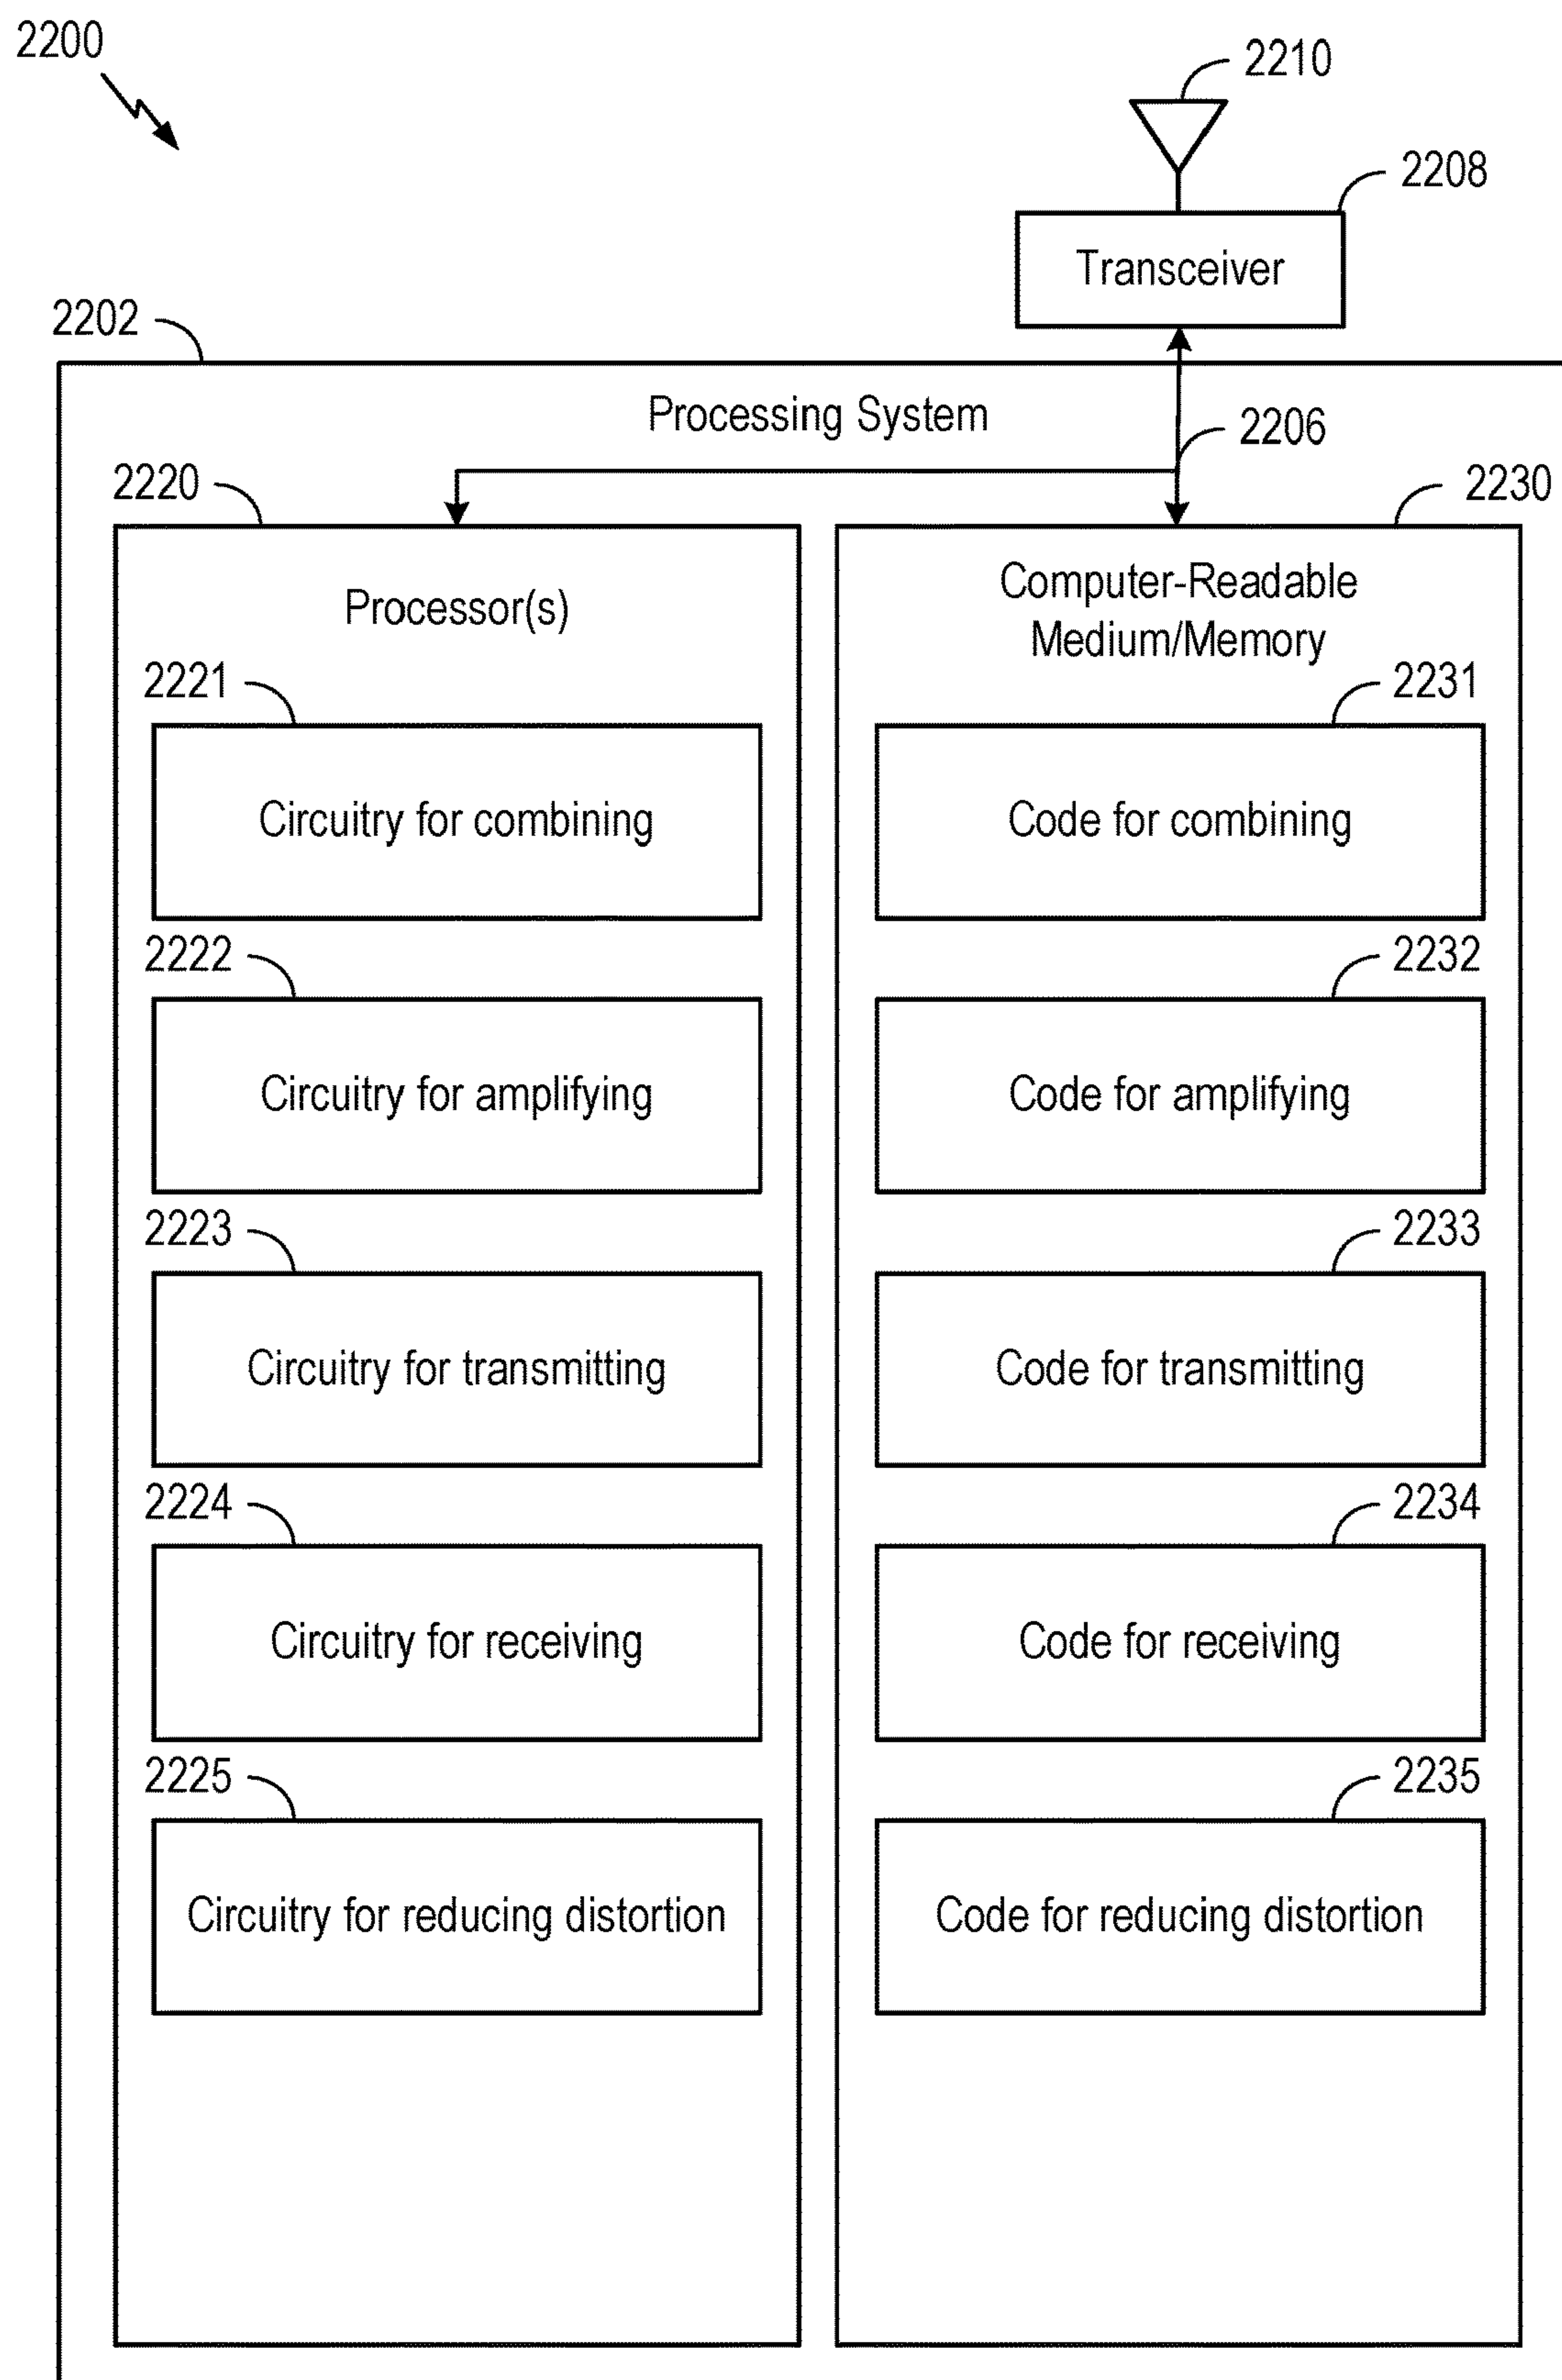 2200
2210
2208
Transceiver
2202
Processing System
2206
2220
2230
Processor(s)
Computer-Readable
Medium/Memory
2221
2231
Circuitry for combining
Code for combining
2222
2232
Circuitry for amplifying
Code for amplifying
2223
2233
Circuitry for transmitting
Code for transmitting
2224
2234
Circuitry for receiving
Code for receiving
2225
2235
Circuitry for reducing distortion
Code for reducing distortion